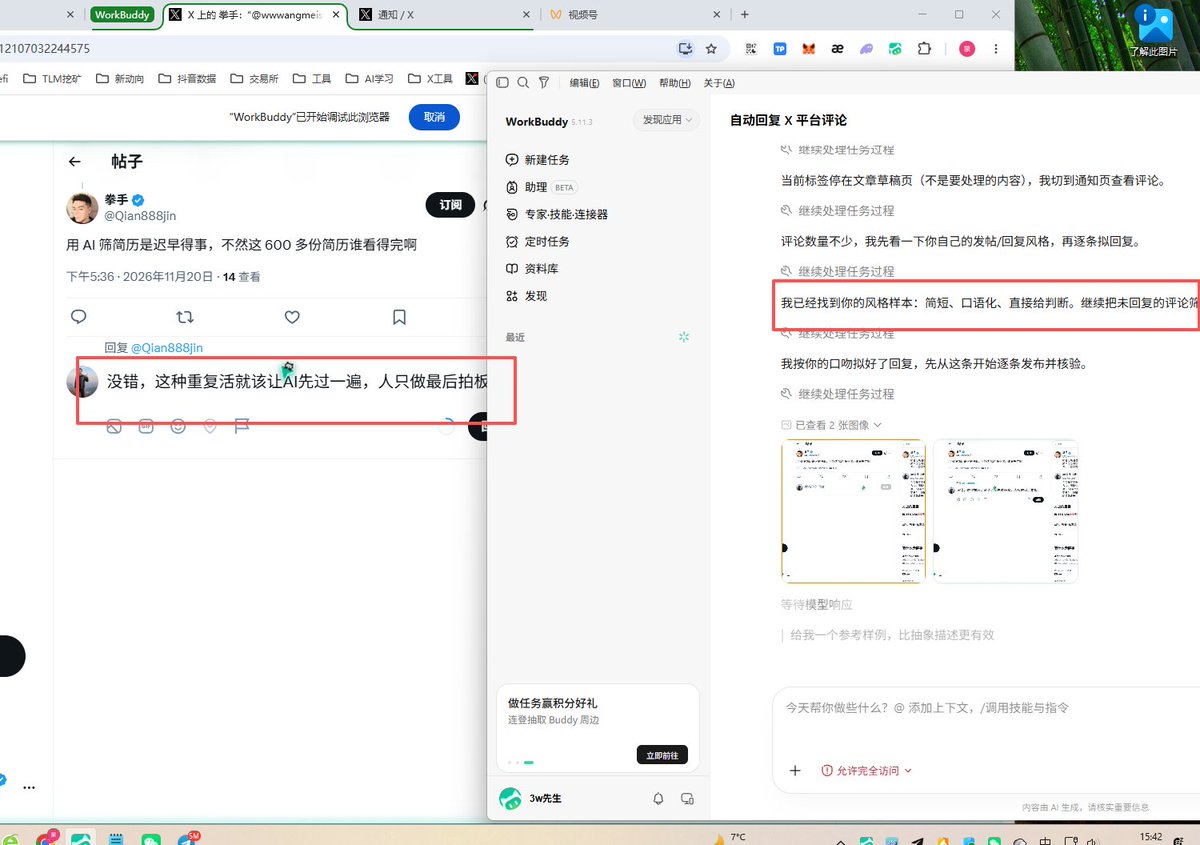 WorkBuddy
X 上的 拳手："@wwwangmeis
通知 / X
视频号
12107032244575
efi
TLM挖矿
新动向
抖音数据
交易所
工具
AI学习
X工具
了解此图片
"WorkBuddy"已开始调试此浏览器
取消
帖子
拳手
@Qian888jin
订阅
用 AI 筛简历是迟早得事，不然这 600 多份简历谁看得完啊
下午5:36 · 2026年11月20日 · 14 查看
回复 @Qian888jin
没错，这种重复活就该让AI先过一遍，人只做最后拍板
GIF
编辑(E)
窗口(W)
帮助(H)
关于(A)
WorkBuddy 5.11.3
发现应用
新建任务
助理 BETA
专家·技能·连接器
定时任务
资料库
发现
最近
做任务赢积分好礼
连登抽取 Buddy 周边
立即前往
3w先生
自动回复 X 平台评论
继续处理任务过程
当前标签停在文章草稿页（不是要处理的内容），我切到通知页查看评论。
继续处理任务过程
评论数量不少，我先看一下你自己的发帖/回复风格，再逐条拟回复。
继续处理任务过程
我已经找到你的风格样本：简短、口语化、直接给判断。继续把未回复的评论筛
继续处理任务过程
我按你的口吻拟好了回复，先从这条开始逐条发布并核验。
继续处理任务过程
已查看 2 张图像
等待模型响应
给我一个参考样例，比抽象描述更有效
今天帮你做些什么？@ 添加上下文，/调用技能与指令
允许完全访问
内容由 AI 生成，请核实重要信息
7°C
中
15:42